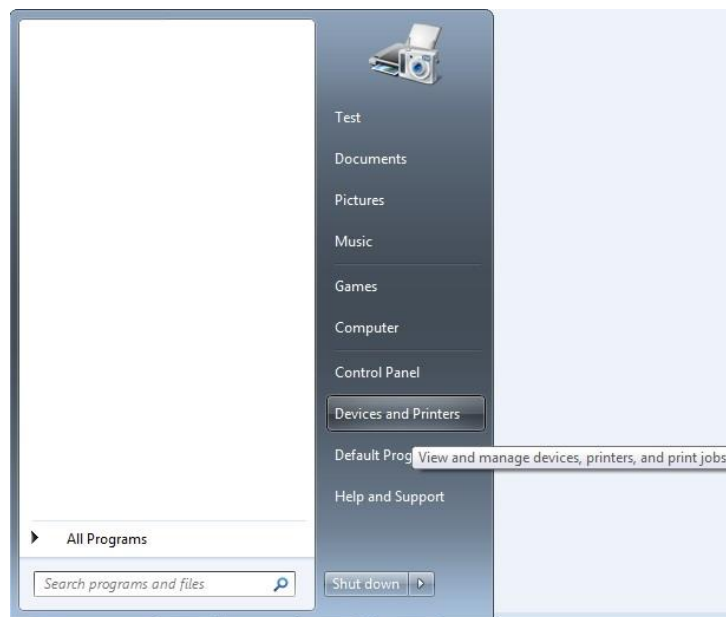 Test
Documents
Pictures
Music
Games
Computer
Control Panel
Devices and Printers
Default Prog
View and manage devices, printers, and print jobs
Help and Support
All Programs
Search programs and files
Shut down